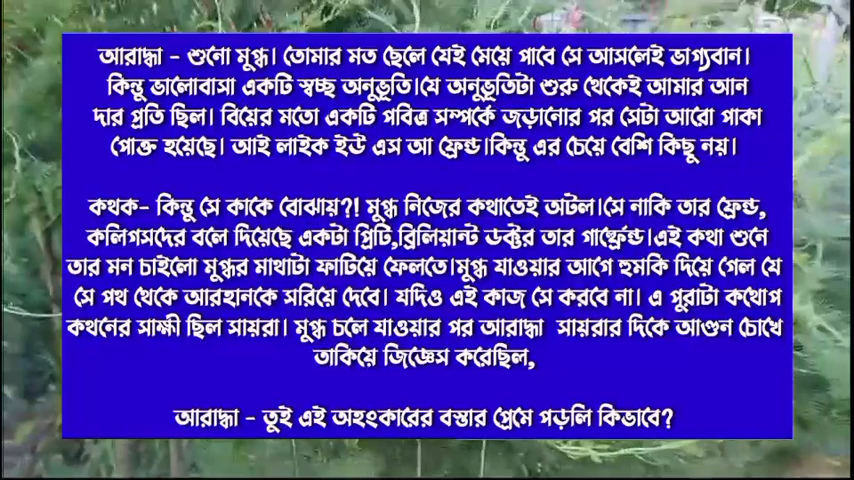 আরাদ্ধা - শুনো মুগ্ধ। তোমার মত ছেলে যেই মেয়ে পাবে সে আসলেই ভাগ্যবান।
কিন্তু ভালোবাসা একটি স্বচ্ছ অনুভূতি।যে অনুভূতিটা শুরু থেকেই আমার আন
দার প্রতি ছিল। বিয়ের মতো একটি পবিত্র সম্পর্কে জড়ানোর পর সেটা আরো পাকা
পোক্ত হয়েছে। আই লাইক ইউ এস আ ফ্রেন্ড।কিন্তু এর চেয়ে বেশি কিছু নয়।
কথক- কিন্তু সে কাকে বোঝায়?! মুগ্ধ নিজের কথাতেই অটল।সে নাকি তার ফ্রেন্ড,
কলিগসদের বলে দিয়েছে একটা প্রিটি,ব্রিলিয়ান্ট ডক্টর তার গার্লফ্রেন্ড।এই কথা শুনে
তার মন চাইলো মুগ্ধর মাথাটা ফাটিয়ে ফেলতে।মুগ্ধ যাওয়ার আগে হুমকি দিয়ে গেল যে
সে পথ থেকে আরহানকে সরিয়ে দেবে। যদিও এই কাজ সে করবে না। এ পুরাটা কথোপ
কথনের সাক্ষী ছিল সায়রা। মুগ্ধ চলে যাওয়ার পর আরাদ্ধা সায়রার দিকে আগুন চোখে
তাকিয়ে জিজ্ঞেস করেছিল,
আরাদ্ধা - তুই এই অহংকারের বস্তার প্রেমে পড়লি কিভাবে?